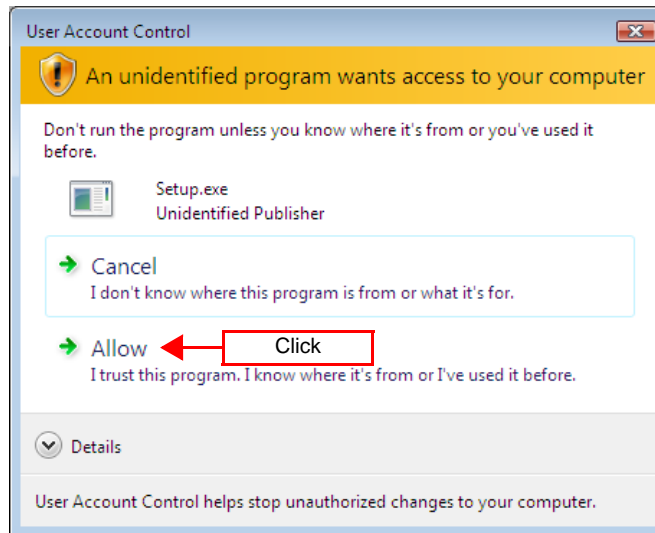 User Account Control
An unidentified program wants access to your computer
Don't run the program unless you know where it's from or you've used it
before.
Setup.exe
Unidentified Publisher
Cancel
I don't know where this program is from or what it's for.
Allow
Click
I trust this program. I know where it's from or I've used it before.
Details
User Account Control helps stop unauthorized changes to your computer.